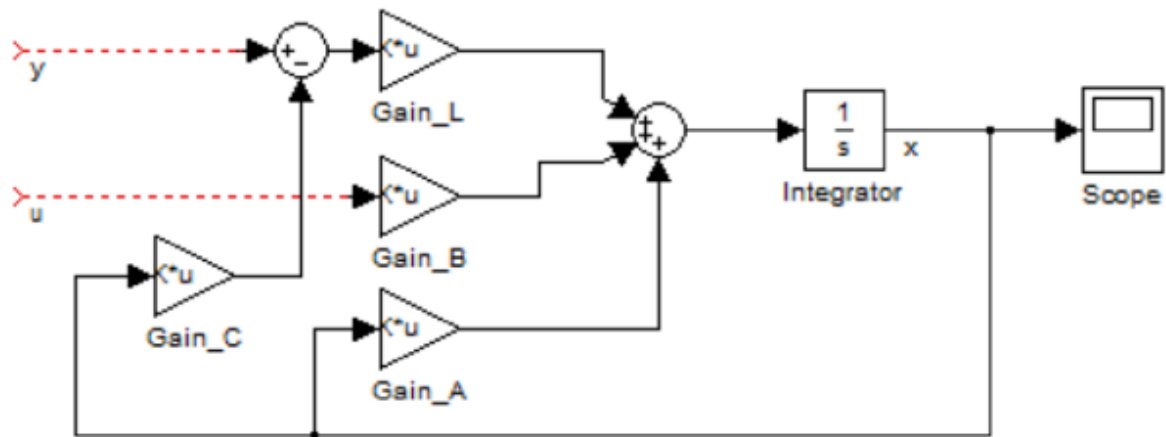 y
+
−
K*u
Gain_L
u
K*u
Gain_B
K*u
Gain_C
K*u
Gain_A
+
+
+
1
s
Integrator
x
Scope